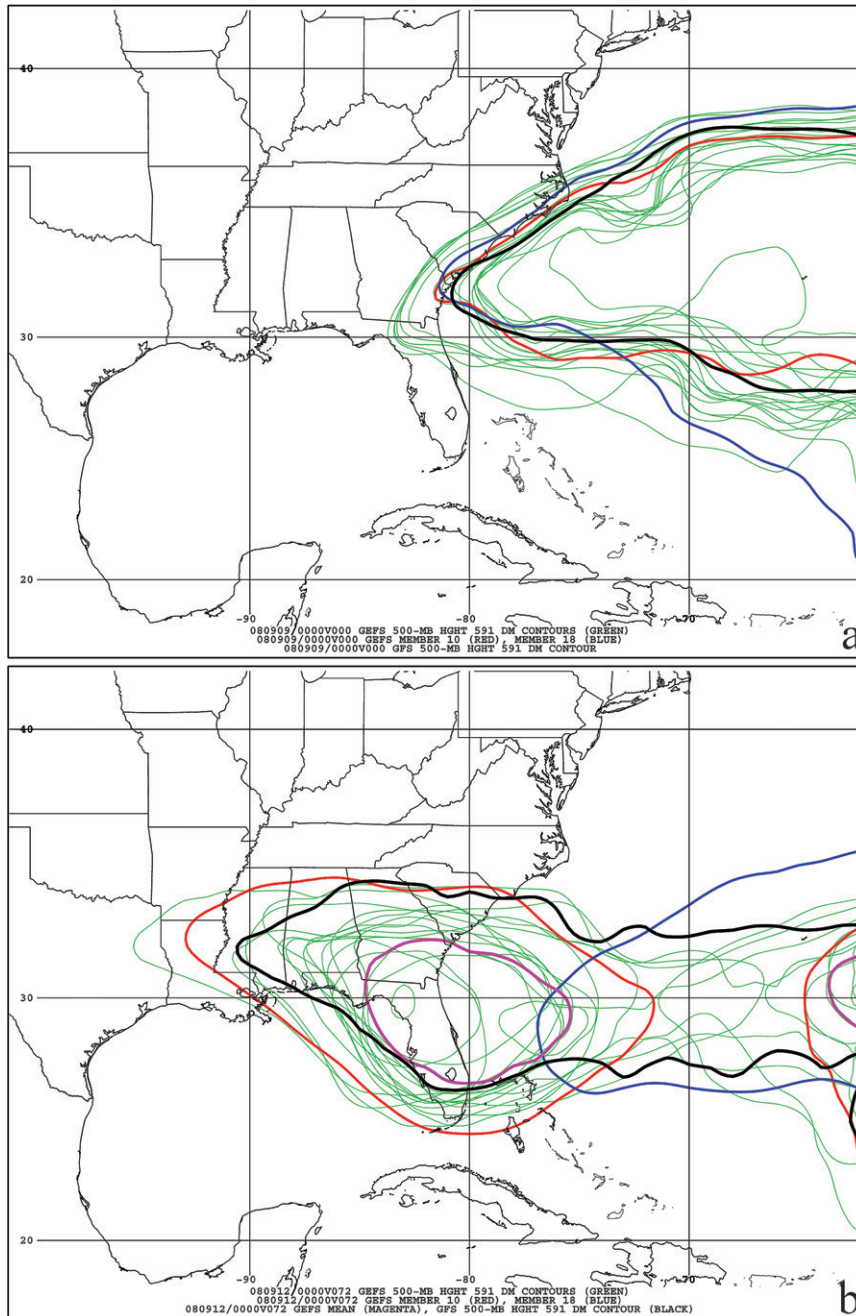 40
30
20
-90
-80
-70
080909/0000V000 GEFS 500-MB HGHT 591 DM CONTOURS (GREEN)
080909/0000V000 GEFS MEMBER 10 (RED), MEMBER 18 (BLUE)
080909/0000V000 GFS 500-MB HGHT 591 DM CONTOUR
a
40
30
20
-90
-80
-70
080912/0000V072 GEFS 500-MB HGHT 591 DM CONTOURS (GREEN)
080912/0000V072 GEFS MEMBER 10 (RED), MEMBER 18 (BLUE)
080912/0000V072 GEFS MEAN (MAGENTA), GFS 500-MB HGHT 591 DM CONTOUR (BLACK)
b